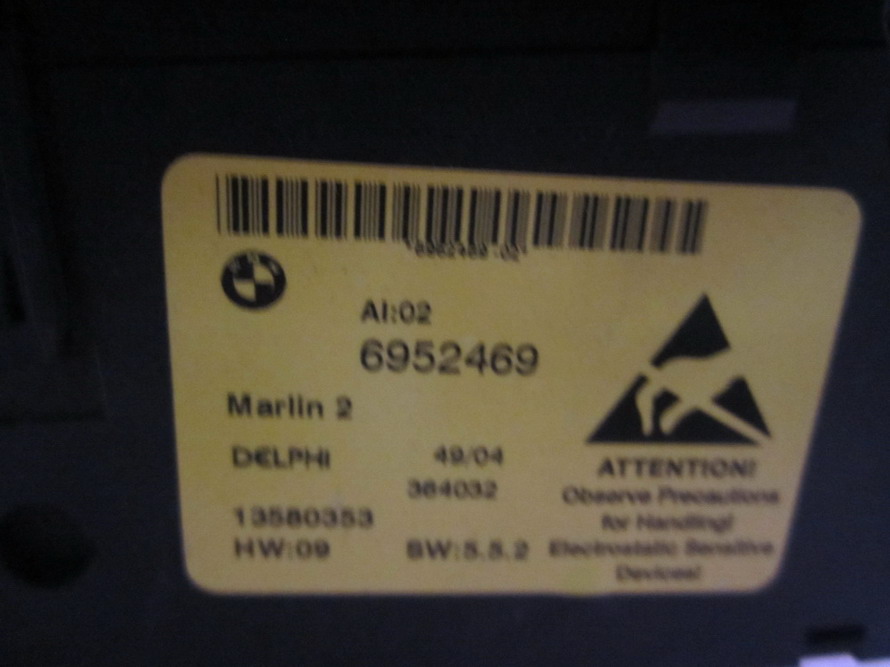 AI:02
6952469
Marlin 2
DELPHI 49/04
364032
13580353
HW:09 SW:5.5.2
ATTENTION!
Observe Precautions
for Handling!
Electrostatic Sensitive
Devices!